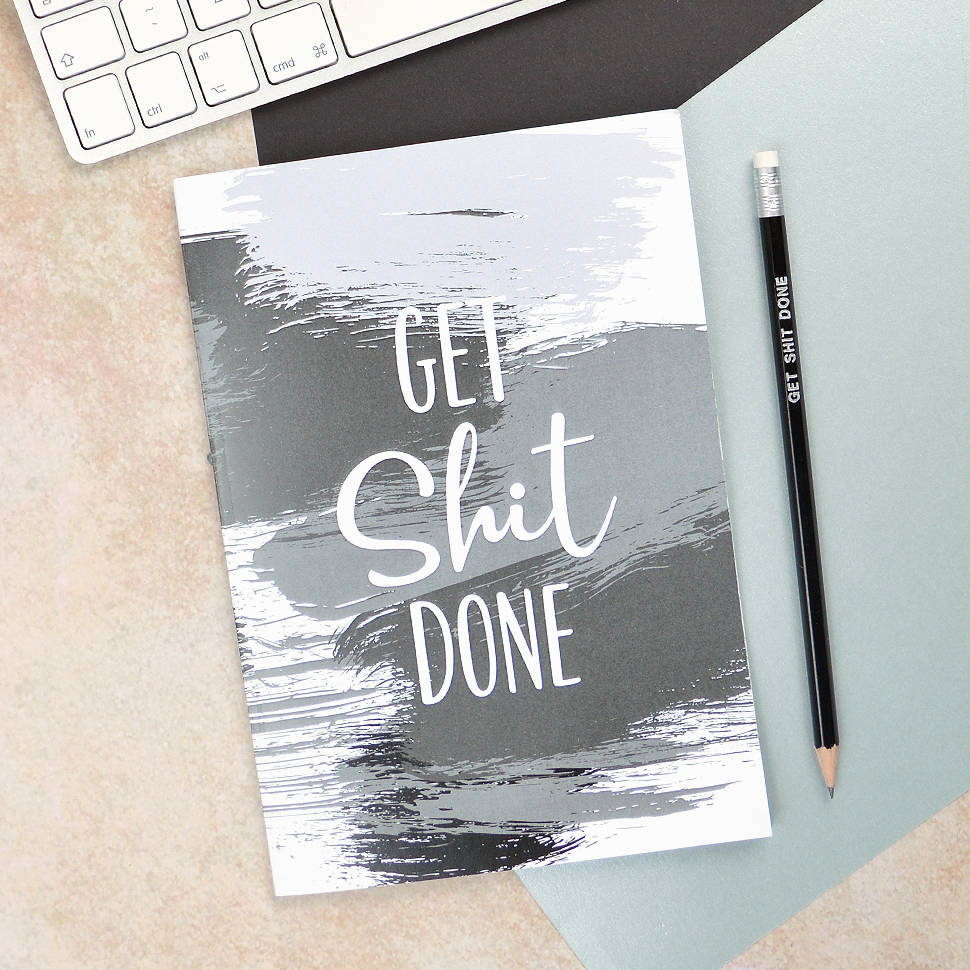 ~
`
alt
⌥
cmd
⌘
ctrl
fn
GET
Shit
DONE
GET SHIT DONE